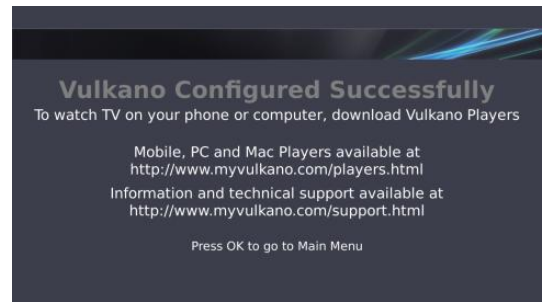 Vulkano Configured Successfully
To watch TV on your phone or computer, download Vulkano Players
Mobile, PC and Mac Players available at
http://www.myvulkano.com/players.html
Information and technical support available at
http://www.myvulkano.com/support.html
Press OK to go to Main Menu